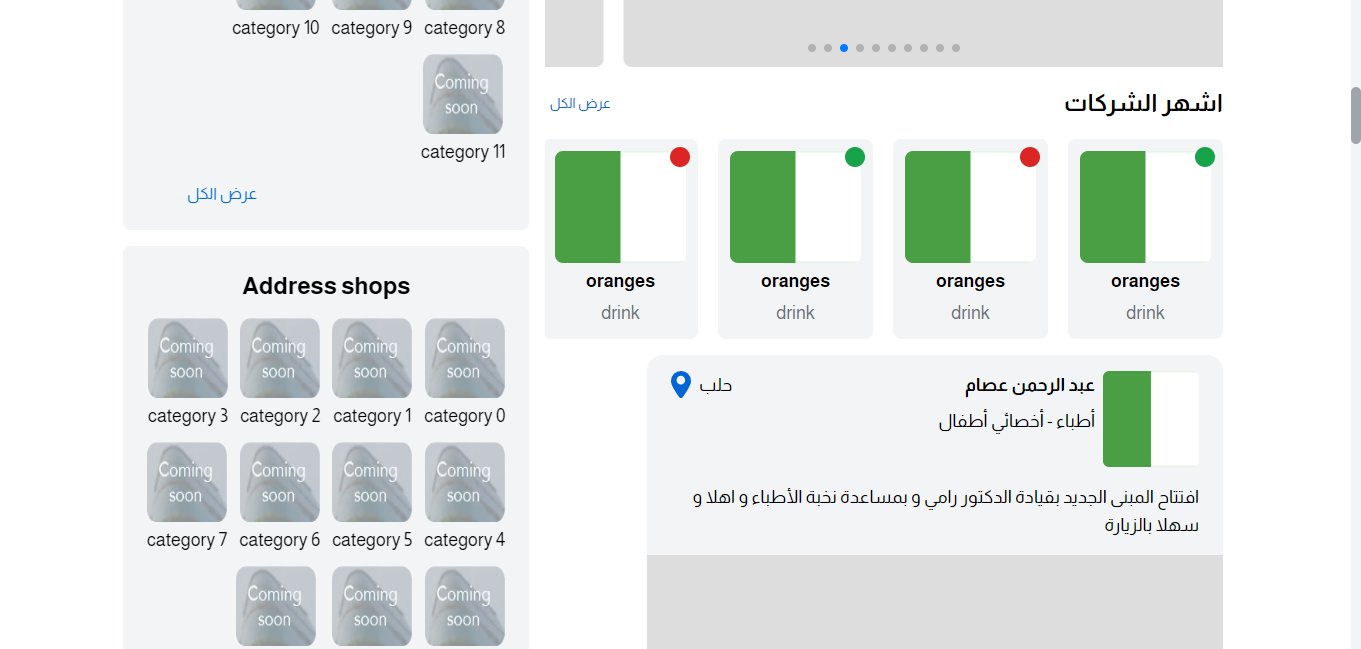 اشهر الشركات
عرض الكل
oranges
drink
oranges
drink
oranges
drink
oranges
drink
عبد الرحمن عصام
أطباء - أخصائي أطفال
حلب
افتتاح المبنى الجديد بقيادة الدكتور رامي و بمساعدة نخبة الأطباء و اهلا و
سهلا بالزيارة
category 8
category 9
category 10
Coming
soon
category 11
عرض الكل
Address shops
Coming
soon
category 0
Coming
soon
category 1
Coming
soon
category 2
Coming
soon
category 3
Coming
soon
category 4
Coming
soon
category 5
Coming
soon
category 6
Coming
soon
category 7
Coming
soon
Coming
soon
Coming
soon